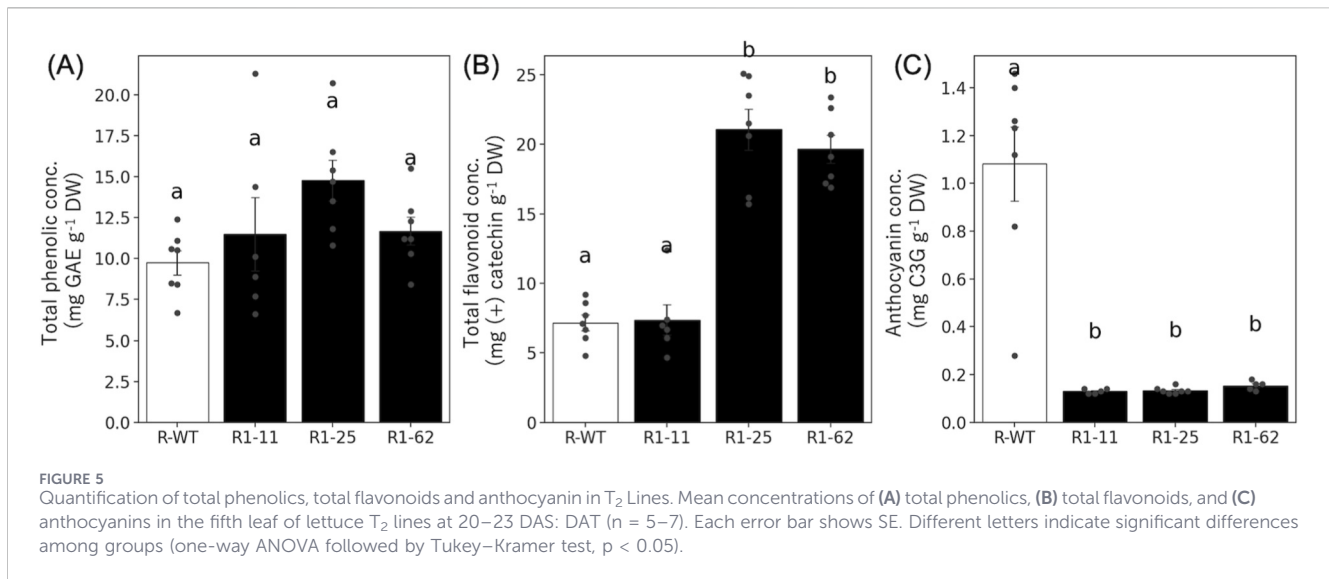 (A)
Total phenolic conc.
(mg GAE g-1 DW)
20.0
17.5
15.0
12.5
10.0
7.5
5.0
2.5
0.0
a
a
a
a
R-WT
R1-11
R1-25
R1-62
(B)
Total flavonoid conc.
(mg (+) catechin g-1 DW)
25
20
15
10
5
0
a
a
b
b
R-WT
R1-11
R1-25
R1-62
(C)
Anthocyanin conc.
(mg C3G g-1 DW)
1.4
1.2
1.0
0.8
0.6
0.4
0.2
0.0
a
b
b
b
R-WT
R1-11
R1-25
R1-62
FIGURE 5
Quantification of total phenolics, total flavonoids and anthocyanin in T2 Lines. Mean concentrations of (A) total phenolics, (B) total flavonoids, and (C)
anthocyanins in the fifth leaf of lettuce T2 lines at 20–23 DAS: DAT (n = 5–7). Each error bar shows SE. Different letters indicate significant differences
among groups (one-way ANOVA followed by Tukey–Kramer test, p < 0.05).